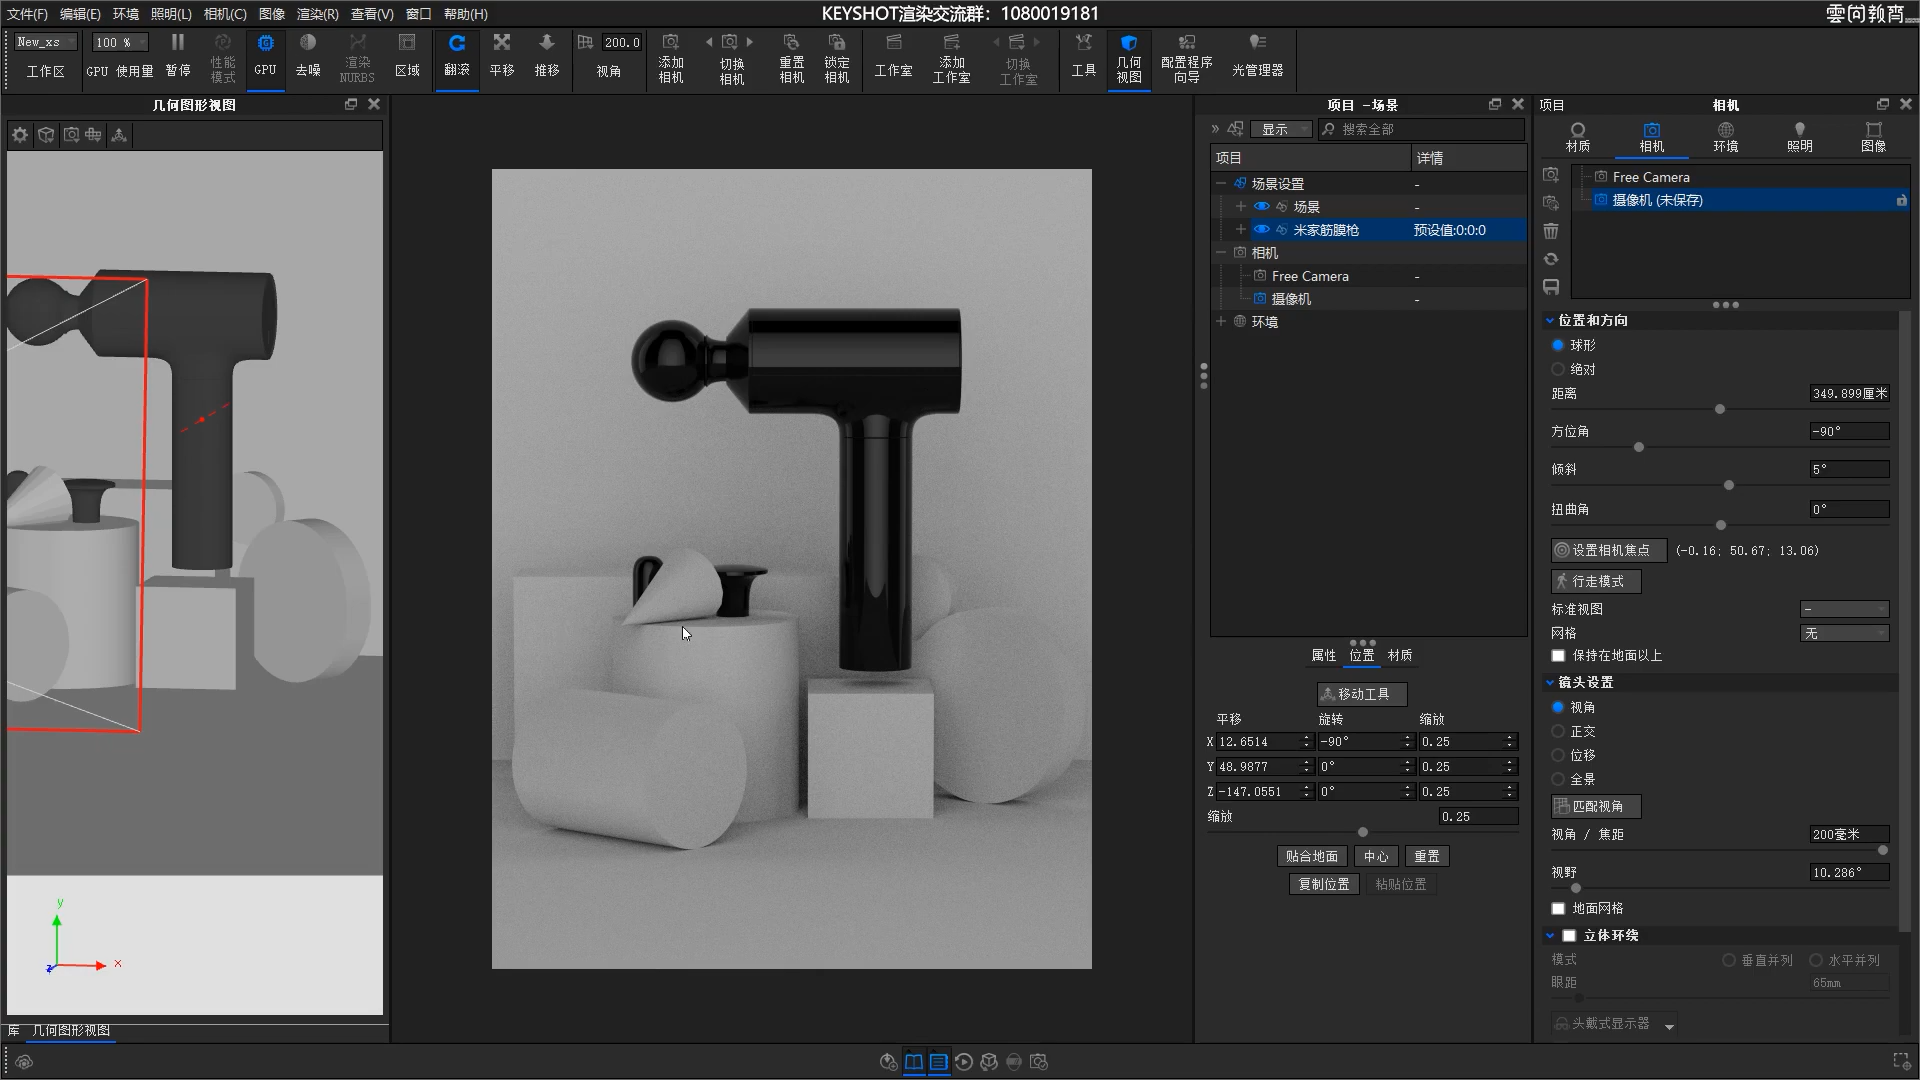 文件(F) 编辑(E) 环境 照明(L) 相机(C) 图像 渲染(R) 查看(V) 窗口 帮助(H)
KEYSHOT渲染交流群：1080019181
New_xs 100 % 200.0
工作区 GPU 使用量 暂停 性能模式 GPU 去噪 渲染NURBS 区域 翻滚 平移 推移 视角 添加相机 切换相机 重置相机 锁定相机 工作室 添加工作室 切换工作室 工具 几何视图 配置程序向导 光管理器
几何图形视图
y
x
z
库 几何图形视图
项目 -场景
显示 搜索全部
项目 详情
场景设置 -
场景 -
米家筋膜枪 预设值:0:0:0
相机
Free Camera -
摄像机 -
环境
属性 位置 材质
移动工具
平移 旋转 缩放
X 12.6514 -90° 0.25
Y 48.9877 0° 0.25
Z -147.0551 0° 0.25
缩放 0.25
贴合地面 中心 重置
复制位置 粘贴位置
项目 相机
材质 相机 环境 照明 图像
Free Camera
摄像机 (未保存)
位置和方向
球形
绝对
距离 349.899厘米
方位角 -90°
倾斜 5°
扭曲角 0°
设置相机焦点 (-0.16; 50.67; 13.06)
行走模式
标准视图 -
网格 无
保持在地面以上
镜头设置
视角
正交
位移
全景
匹配视角
视角 / 焦距 200毫米
视野 10.286°
地面网格
立体环绕
模式 垂直并列 水平并列
眼距 65mm
头戴式显示器